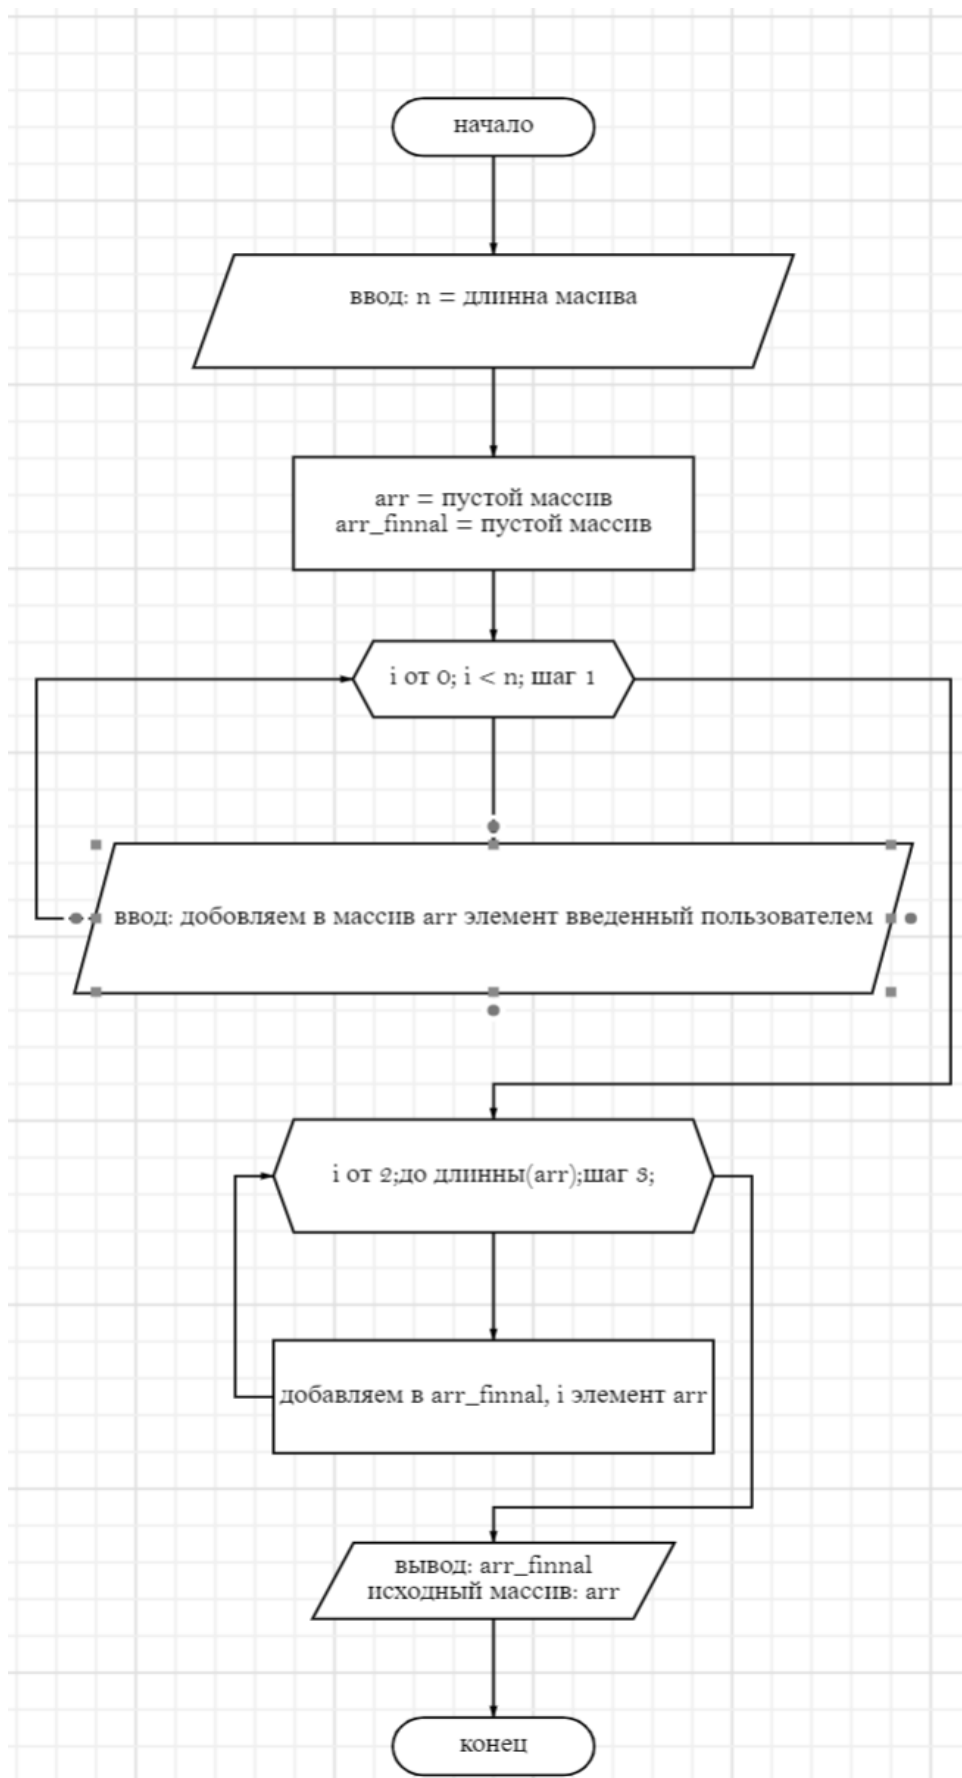 начало
ввод: n = длинна масива
arr = пустой массив
arr_finnal = пустой массив
i от 0; i < n; шаг 1
ввод: добовляем в массив arr элемент введенный пользователем
i от 2;до длинны(arr);шаг 3;
добавляем в arr_finnal, i элемент arr
вывод: arr_finnal
исходный массив: arr
конец